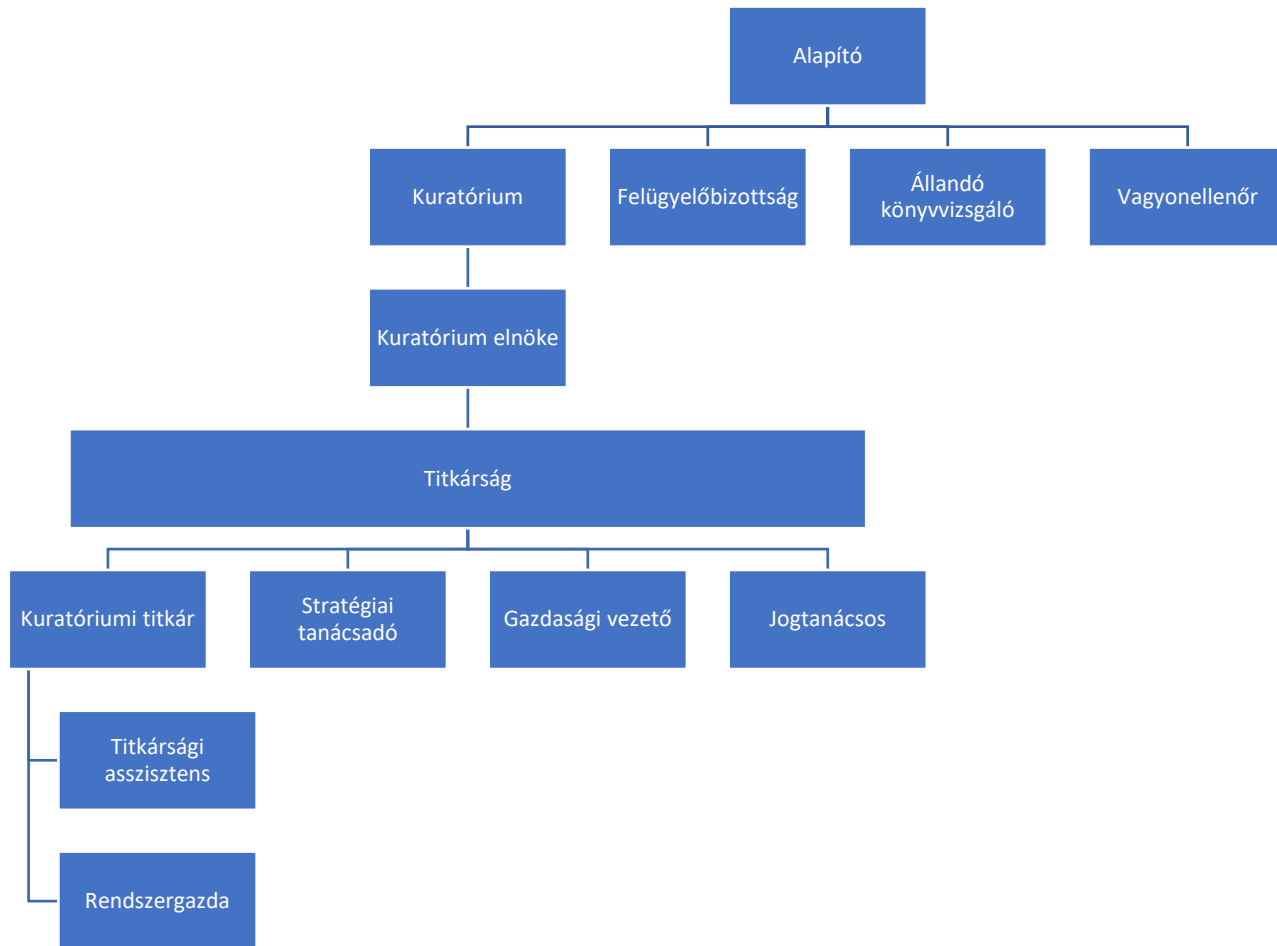 Alapító
Kuratórium
Felügyelőbizottság
Állandó
könyvvizsgáló
Vagyonellenőr
Kuratórium elnöke
Titkárság
Kuratóriumi titkár
Stratégiai
tanácsadó
Gazdasági vezető
Jogtanácsos
Titkársági
asszisztens
Rendszergazda